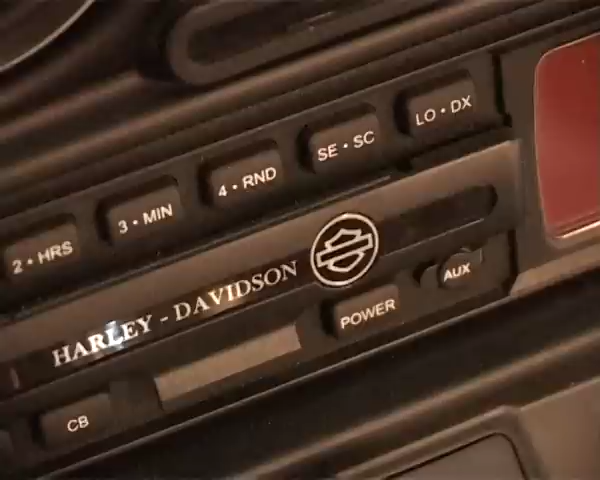 2 • HRS 3 • MIN 4 • RND SE • SC LO • DX
HARLEY - DAVIDSON
CB POWER AUX